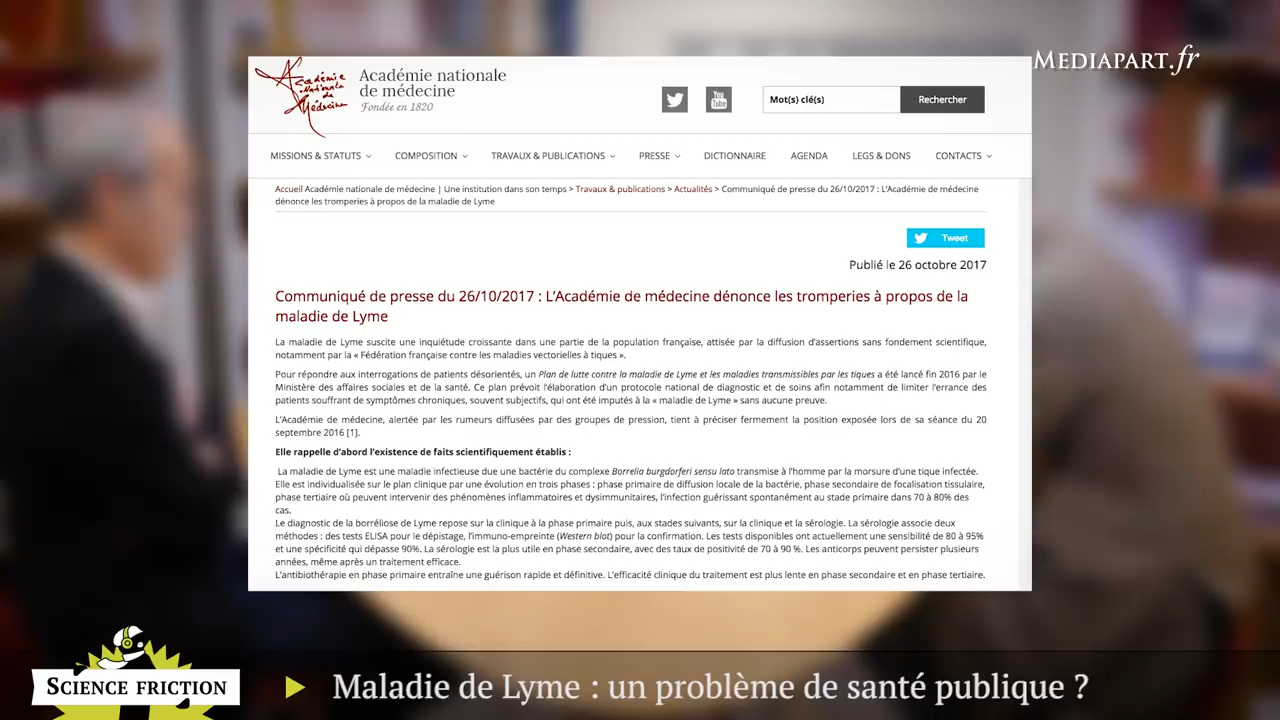 MEDIAPART.fr
Académie
Nationale
de
Médecine
Académie nationale
de médecine
Fondée en 1820
You
Tube
Mot(s) clé(s)
Rechercher
MISSIONS & STATUTS
COMPOSITION
TRAVAUX & PUBLICATIONS
PRESSE
DICTIONNAIRE
AGENDA
LEGS & DONS
CONTACTS
Accueil Académie nationale de médecine | Une institution dans son temps > Travaux & publications > Actualités > Communiqué de presse du 26/10/2017 : L'Académie de médecine
dénonce les tromperies à propos de la maladie de Lyme
Tweet
Publié le 26 octobre 2017
Communiqué de presse du 26/10/2017 : L'Académie de médecine dénonce les tromperies à propos de la
maladie de Lyme
La maladie de Lyme suscite une inquiétude croissante dans une partie de la population française, attisée par la diffusion d'assertions sans fondement scientifique,
notamment par la « Fédération française contre les maladies vectorielles à tiques ».
Pour répondre aux interrogations de patients désorientés, un Plan de lutte contre la maladie de Lyme et les maladies transmissibles par les tiques a été lancé fin 2016 par le
Ministère des affaires sociales et de la santé. Ce plan prévoit l'élaboration d'un protocole national de diagnostic et de soins afin notamment de limiter l'errance des
patients souffrant de symptômes chroniques, souvent subjectifs, qui ont été imputés à la « maladie de Lyme » sans aucune preuve.
L'Académie de médecine, alertée par les rumeurs diffusées par des groupes de pression, tient à préciser fermement la position exposée lors de sa séance du 20
septembre 2016 [1].
Elle rappelle d'abord l'existence de faits scientifiquement établis :
La maladie de Lyme est une maladie infectieuse due une bactérie du complexe Borrelia burgdorferi sensu lato transmise à l'homme par la morsure d'une tique infectée.
Elle est individualisée sur le plan clinique par une évolution en trois phases : phase primaire de diffusion locale de la bactérie, phase secondaire de focalisation tissulaire,
phase tertiaire où peuvent intervenir des phénomènes inflammatoires et dysimmunitaires, l'infection guérissant spontanément au stade primaire dans 70 à 80% des
cas.
Le diagnostic de la borréliose de Lyme repose sur la clinique à la phase primaire puis, aux stades suivants, sur la clinique et la sérologie. La sérologie associe deux
méthodes : des tests ELISA pour le dépistage, l'immuno-empreinte (Western blot) pour la confirmation. Les tests disponibles ont actuellement une sensibilité de 80 à 95%
et une spécificité qui dépasse 90%. La sérologie est la plus utile en phase secondaire, avec des taux de positivité de 70 à 90 %. Les anticorps peuvent persister plusieurs
années, même après un traitement efficace.
L'antibiothérapie en phase primaire entraîne une guérison rapide et définitive. L'efficacité clinique du traitement est plus lente en phase secondaire et en phase tertiaire.
SCIENCE FRICTION
Maladie de Lyme : un problème de santé publique ?